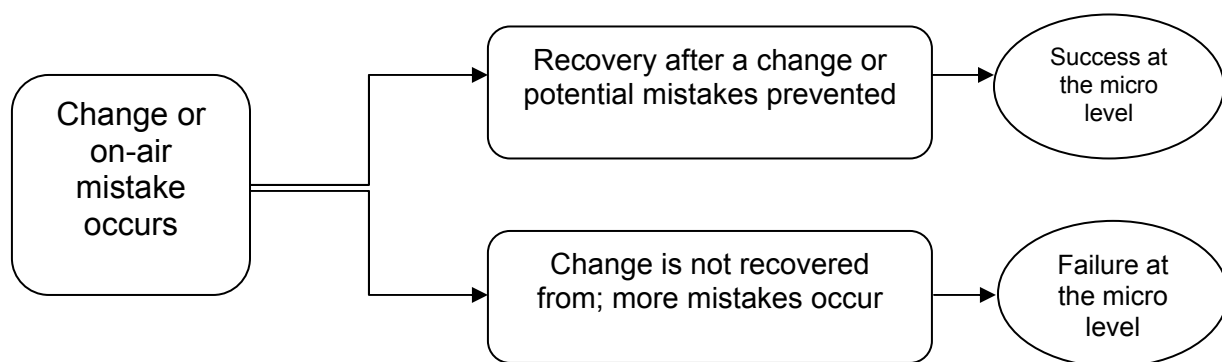 Change or
on-air
mistake
occurs
Recovery after a change or
potential mistakes prevented
Success at
the micro
level
Change is not recovered
from; more mistakes occur
Failure at
the micro
level